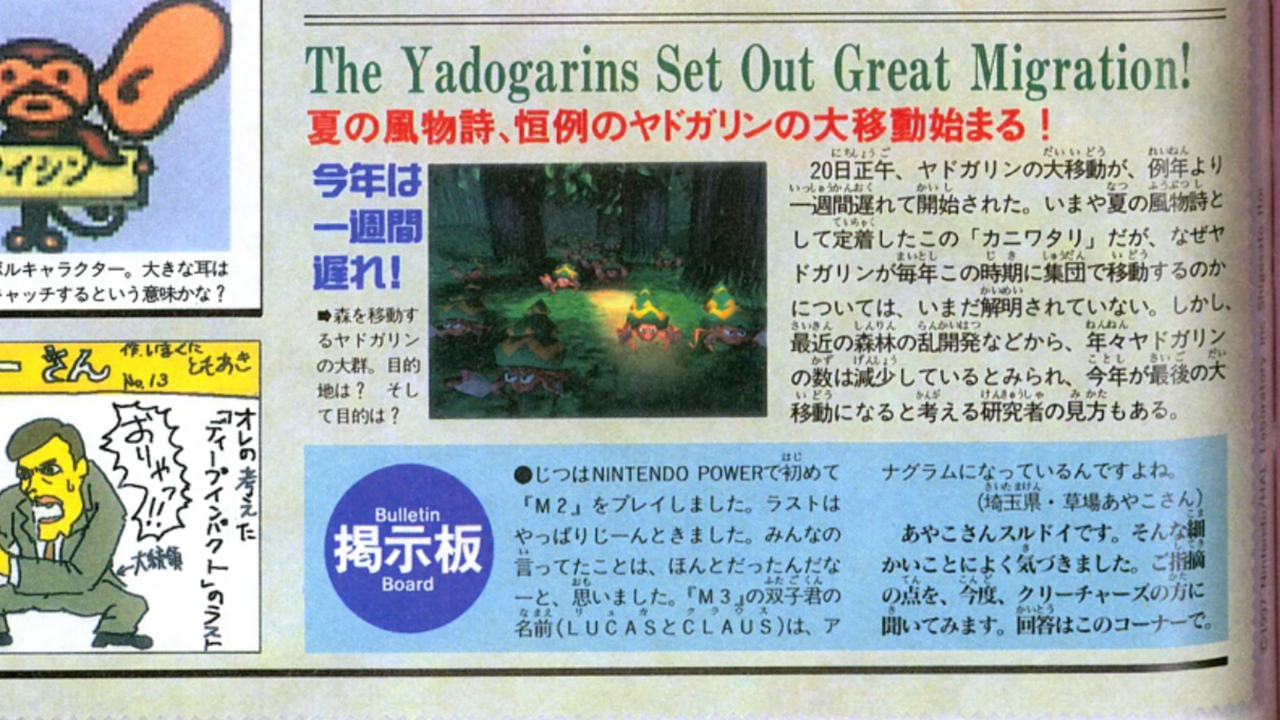 The Yadogarins Set Out Great Migration!
夏の風物詩、恒例のヤドガリンの大移動始まる!
今年は
一週間
遅れ!
➡森を移動す
るヤドガリン
の大群。目的
地は? そし
て目的は?
20日正午、ヤドガリンの大移動が、例年より
一週間遅れて開始された。いまや夏の風物詩と
して定着したこの「カニワタリ」だが、なぜヤ
ドガリンが毎年この時期に集団で移動するのか
については、いまだ解明されていない。しかし、
最近の森林の乱開発などから、年々ヤドガリン
の数は減少しているとみられ、今年が最後の大
移動になると考える研究者の見方もある。
Bulletin
掲示板
Board
●じつはNINTENDO POWERで初めて
『M2』をプレイしました。ラストは
やっぱりじーんときました。みんなの
言ってたことは、ほんとだったんだな
ーと、思いました。『M3』の双子君の
名前(LUCASとCLAUS)は、ア
ナグラムになっているんですよね。
(埼玉県・草場あやこさん)
あやこさんスルドイです。そんな細
かいことによく気づきました。ご指摘
の点を、今度、クリーチャーズの方に
聞いてみます。回答はこのコーナーで。
イシン
ルキャラクター。大きな耳は
ャッチするという意味かな?
ーさん
No.13
ともあき
オレの考えた
「ディープインパクト」のラスト
おりゃっ!!
←大統領